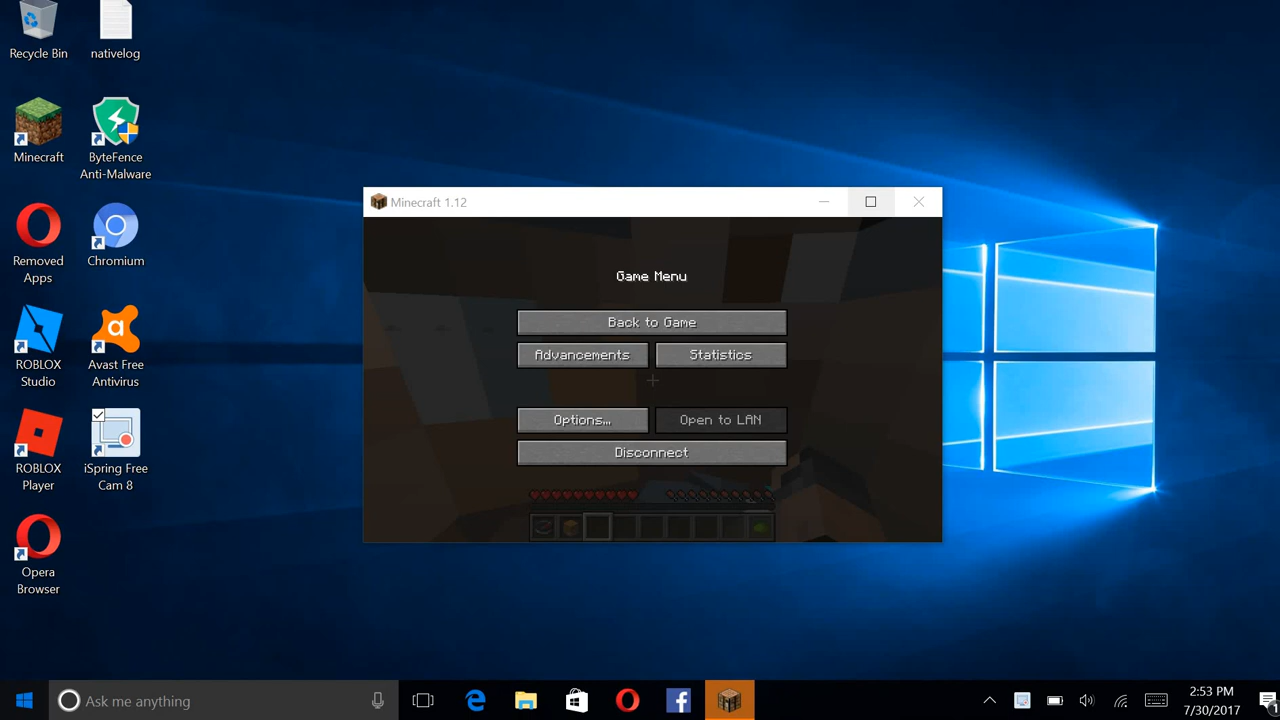 Recycle Bin
nativelog
Minecraft
ByteFence
Anti-Malware
Removed
Apps
Chromium
ROBLOX
Studio
Avast Free
Antivirus
ROBLOX
Player
iSpring Free
Cam 8
Opera
Browser
Minecraft 1.12
Game Menu
Back to Game
Advancements
Statistics
Options...
Open to LAN
Disconnect
Ask me anything
2:53 PM
7/30/2017
1